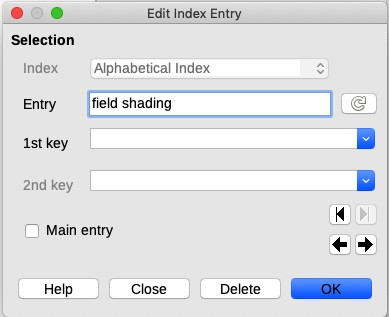 Edit Index Entry
Selection
Index Alphabetical Index
Entry field shading
1st key
2nd key
Main entry
Help Close Delete OK